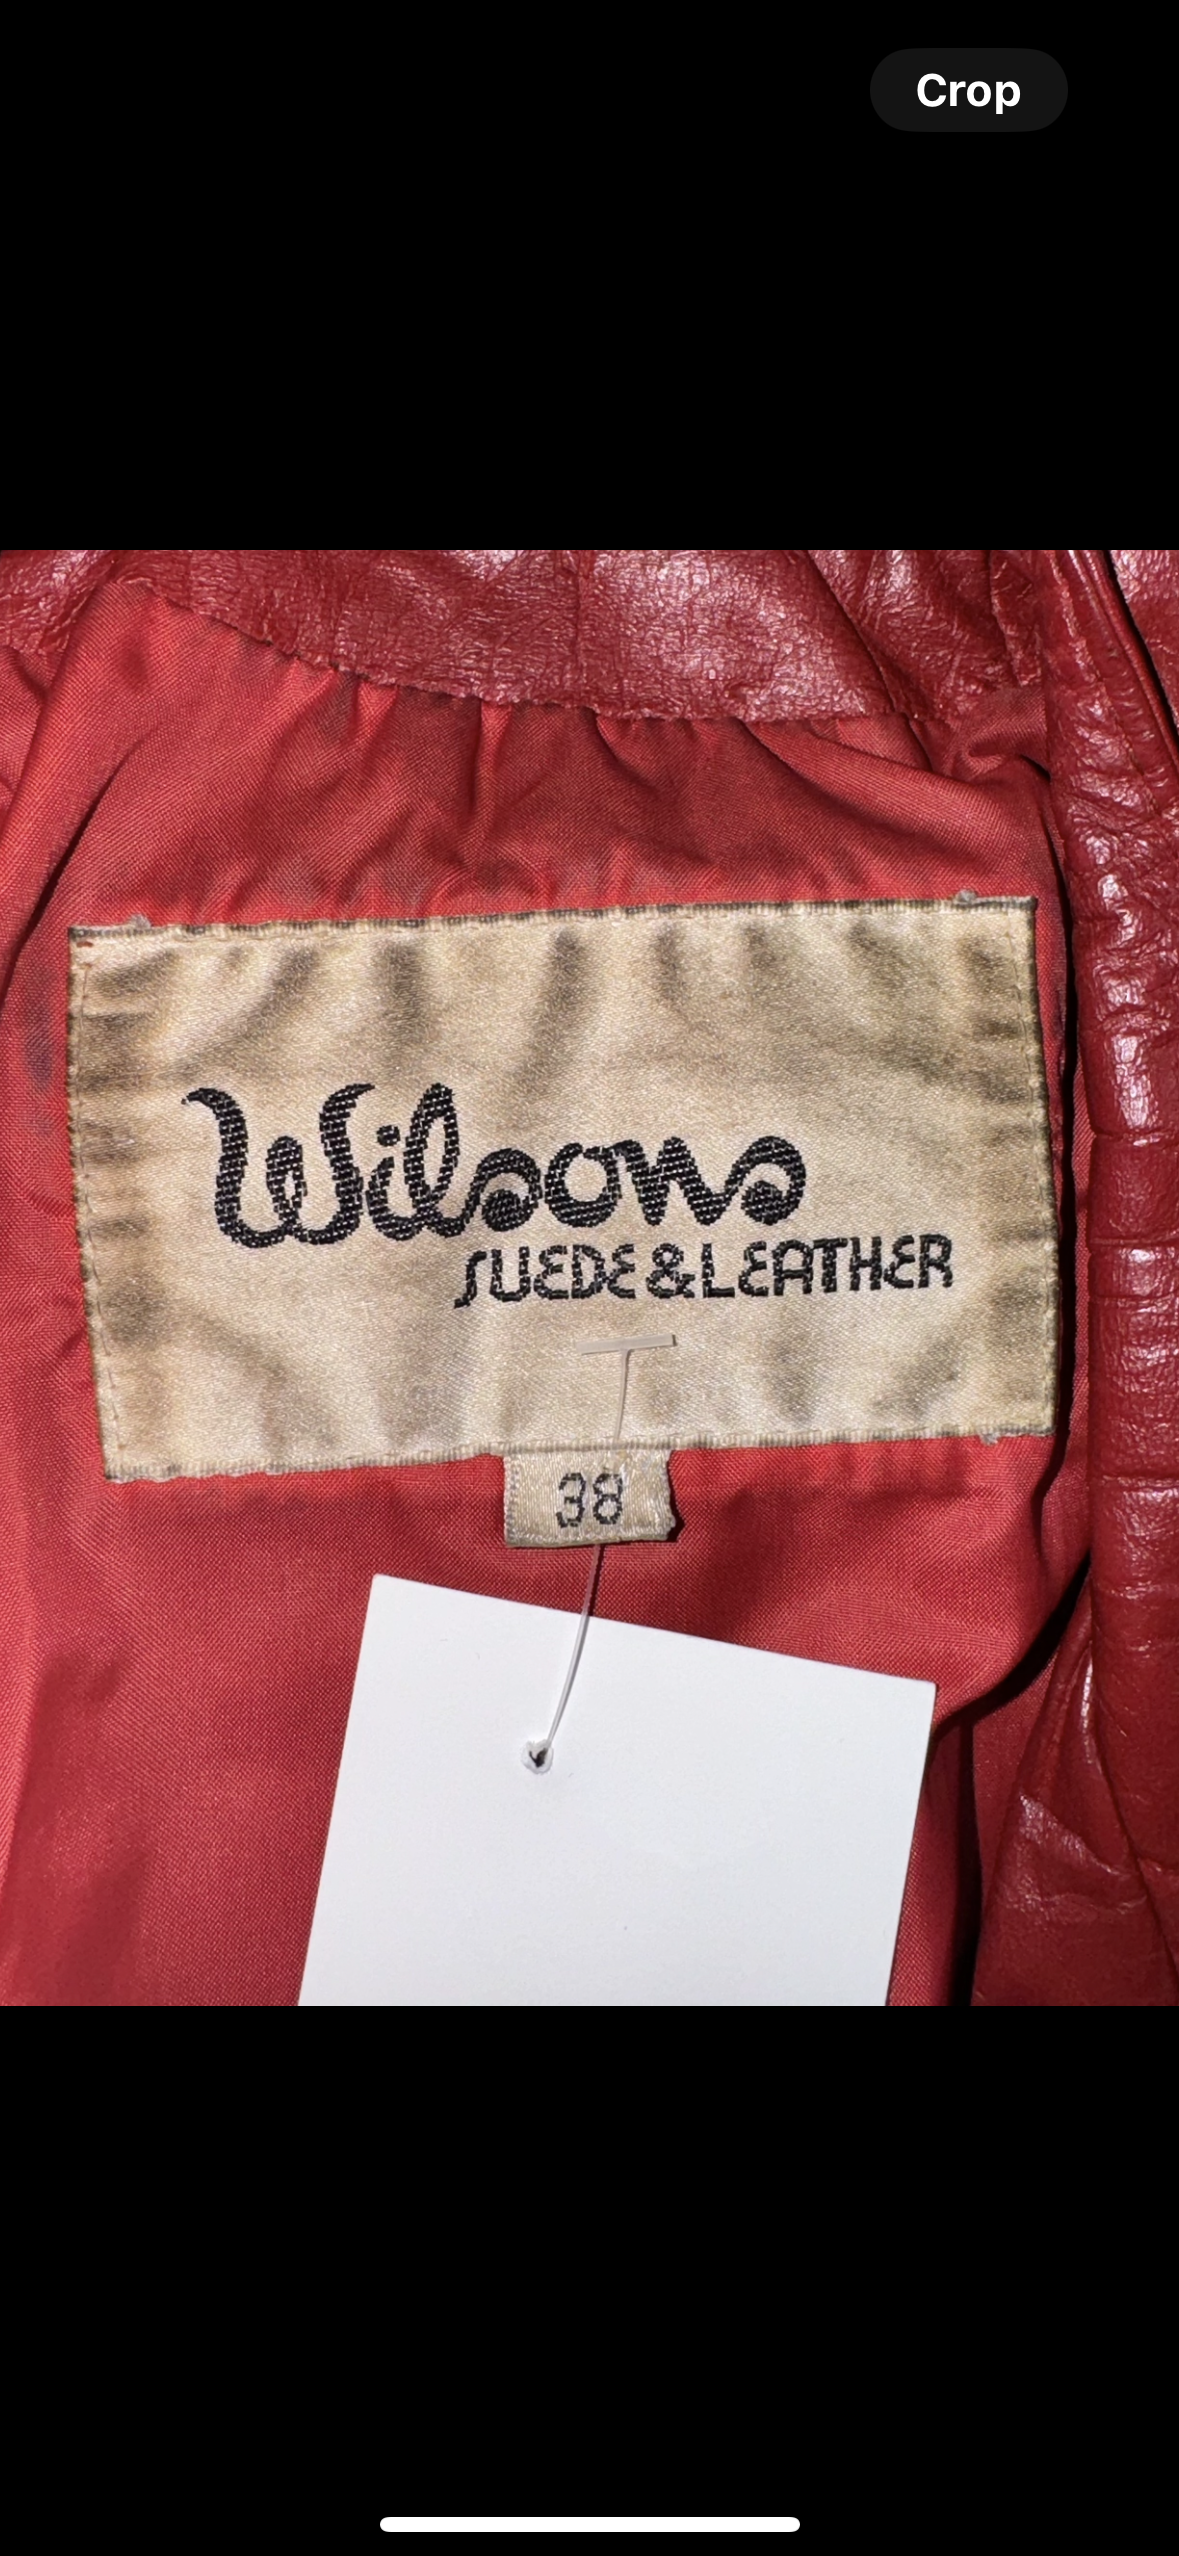 Crop
Wilsons
SUEDE & LEATHER
38